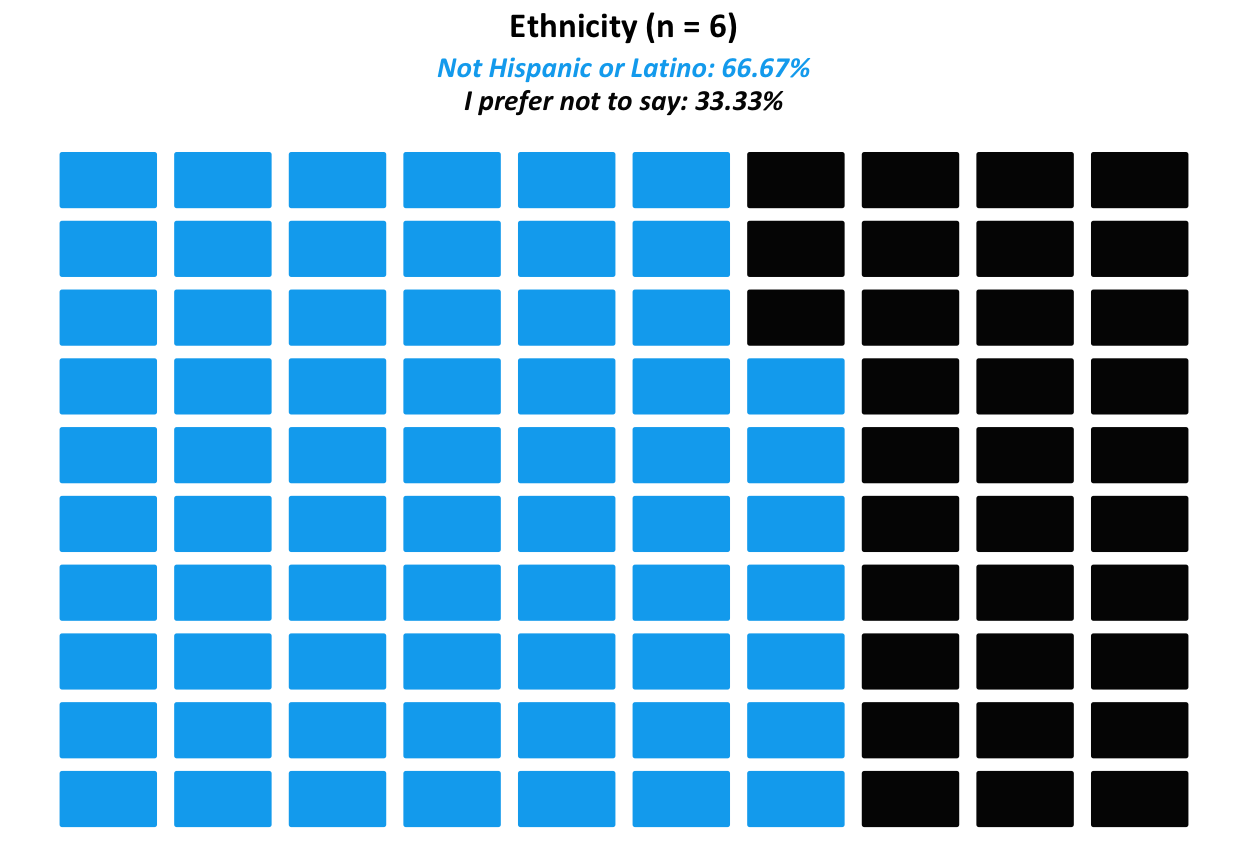 Ethnicity (n = 6)
Not Hispanic or Latino: 66.67%
I prefer not to say: 33.33%